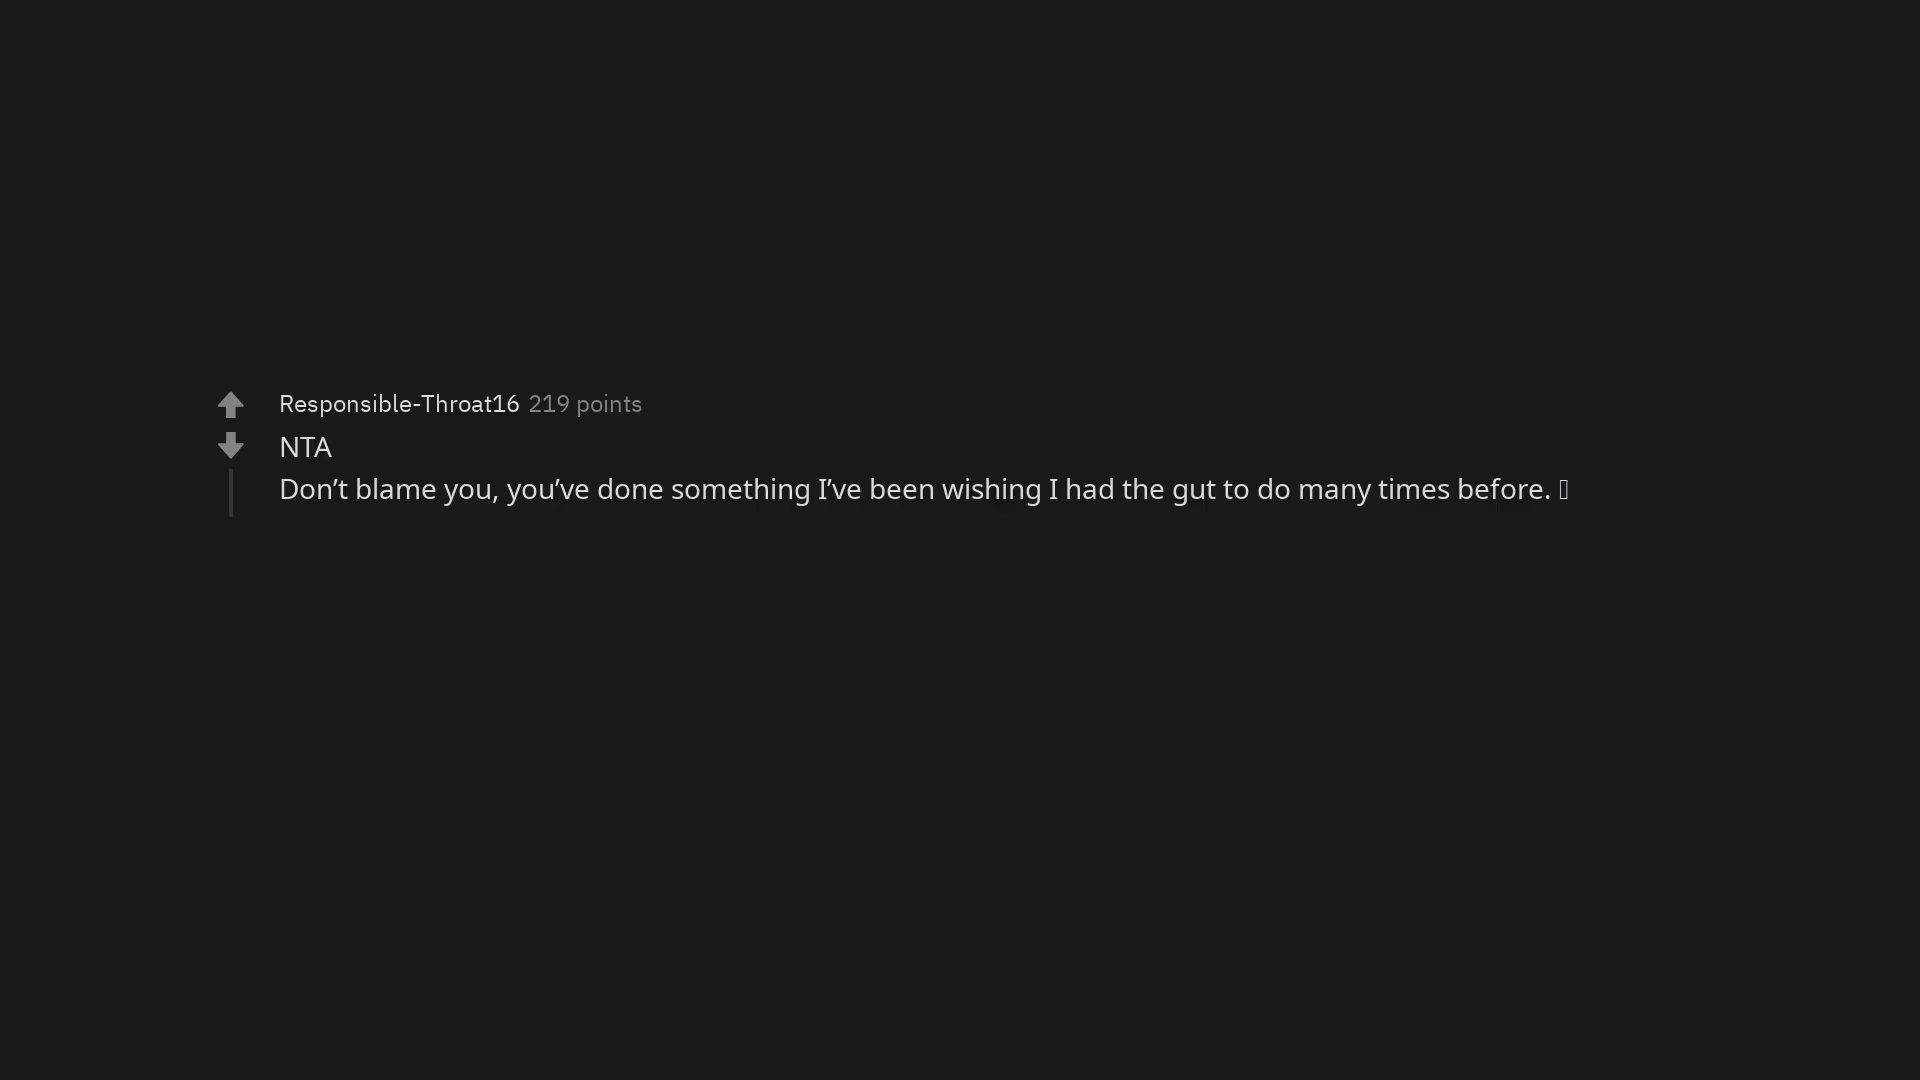 Responsible-Throat16 219 points
NTA
Don’t blame you, you’ve done something I’ve been wishing I had the gut to do many times before.